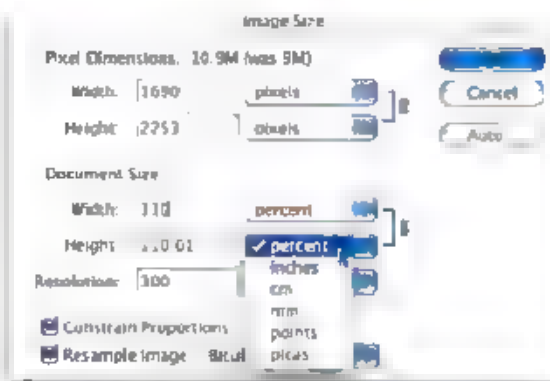 Image Size
Pixel Dimensions: 10.9M (was 9M)
Width: 1690 pixels
Height: 2253 pixels
Cancel
Auto
Document Size
Width: 110 percent
Height: 110.01
✓ percent
inches
cm
mm
points
picas
Resolution: 300
Constrain Proportions
Resample Image